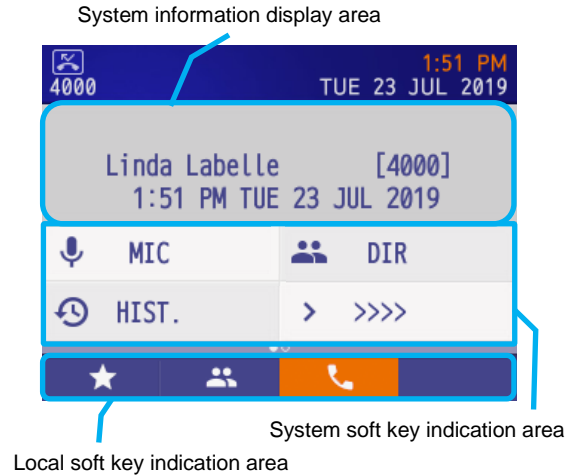 System information display area
1:51 PM
4000 TUE 23 JUL 2019
Linda Labelle [4000]
1:51 PM TUE 23 JUL 2019
MIC DIR
HIST. > >>>>
System soft key indication area
Local soft key indication area